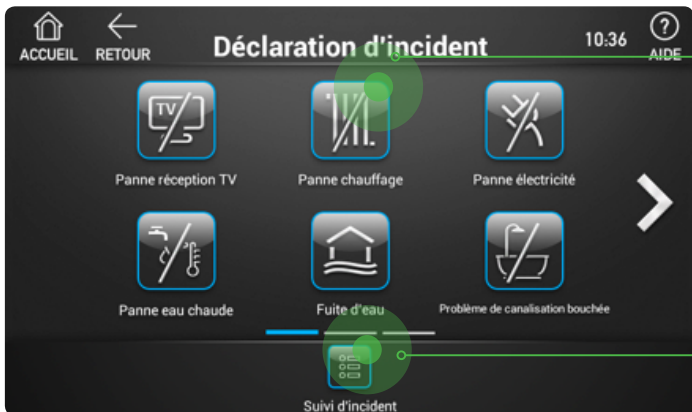 ACCUEIL
RETOUR
Déclaration d'incident
10:36
?
AIDE
TV
Panne réception TV
Panne chauffage
Panne électricité
Panne eau chaude
Fuite d'eau
Problème de canalisation bouchée
Suivi d'incident